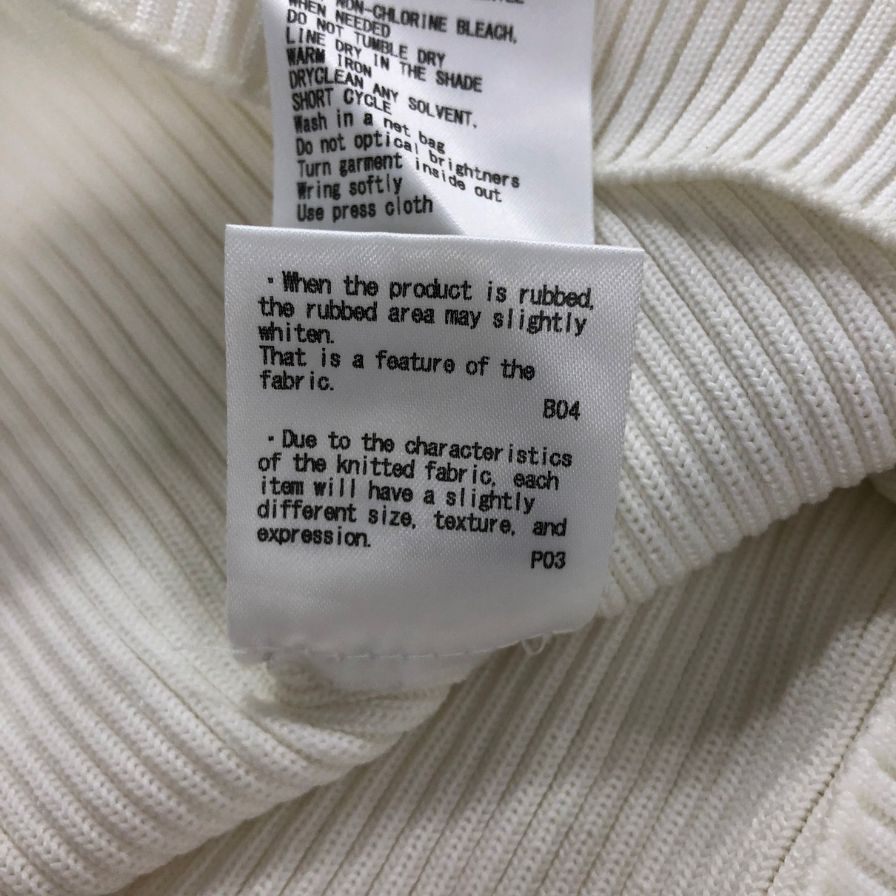 NON-CHLORINE BLEACH,
WHEN NEEDED
DO NOT TUMBLE DRY
LINE DRY IN THE SHADE
WARM IRON
DRYCLEAN ANY SOLVENT.
SHORT CYCLE
Wash in a net bag
Do not optical brightners
Turn garment inside out
Wring softly
Use press cloth
・When the product is rubbed,
the rubbed area may slightly
whiten.
That is a feature of the
fabric.
B04
・Due to the characteristics
of the knitted fabric, each
item will have a slightly
different size, texture, and
expression.
P03